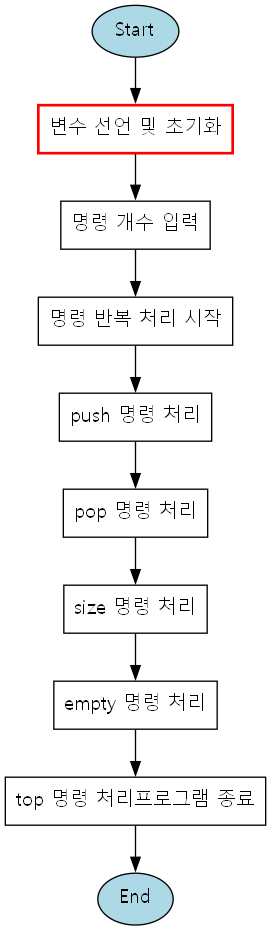 Start
변수 선언 및 초기화
명령 개수 입력
명령 반복 처리 시작
push 명령 처리
pop 명령 처리
size 명령 처리
empty 명령 처리
top 명령 처리프로그램 종료
End